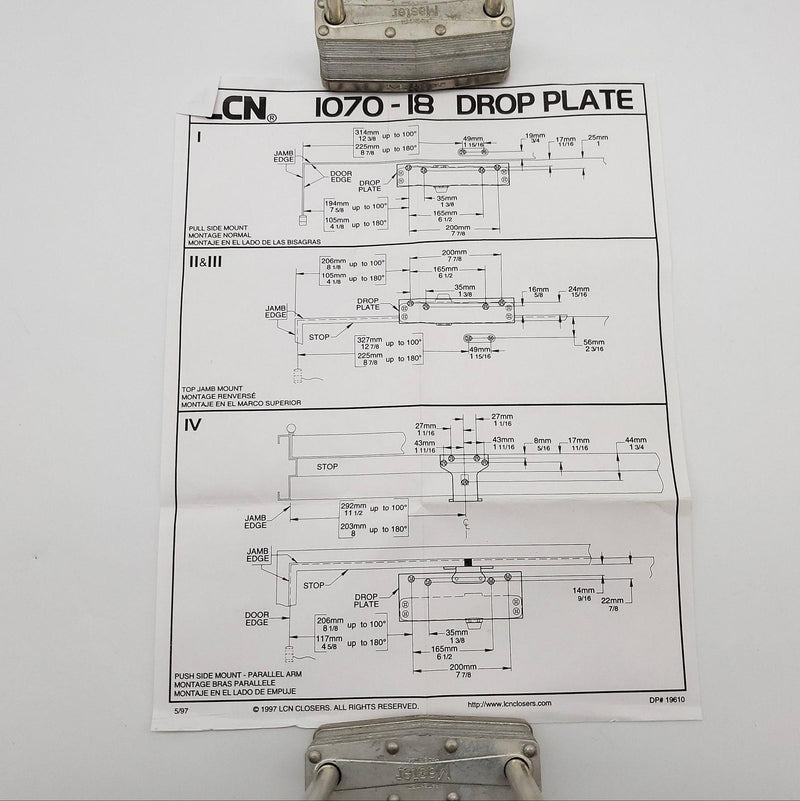 Master
LCN® 1070-18 DROP PLATE
I
314mm
12 3/8
up to 100°
225mm
8 7/8
up to 180°
49mm
1 15/16
19mm
3/4
17mm
11/16
25mm
1
JAMB
EDGE
DOOR
EDGE
DROP
PLATE
194mm
7 5/8
up to 100°
105mm
4 1/8
up to 180°
35mm
1 3/8
165mm
6 1/2
200mm
7 7/8
PULL SIDE MOUNT
MONTAGE NORMAL
MONTAJE EN EL LADO DE LAS BISAGRAS
II&III
206mm
8 1/8
up to 100°
105mm
4 1/8
up to 180°
200mm
7 7/8
165mm
6 1/2
35mm
1 3/8
16mm
5/8
24mm
15/16
DROP
PLATE
JAMB
EDGE
STOP
327mm
12 7/8
up to 100°
225mm
8 7/8
up to 180°
49mm
1 15/16
56mm
2 3/16
TOP JAMB MOUNT
MONTAGE RENVERSÉ
MONTAJE EN EL MARCO SUPERIOR
IV
27mm
1 1/16
27mm
1 1/16
43mm
1 11/16
43mm
1 11/16
8mm
5/16
17mm
11/16
44mm
1 3/4
STOP
292mm
11 1/2
up to 100°
203mm
8
up to 180°
JAMB
EDGE
JAMB
EDGE
STOP
DROP
PLATE
14mm
9/16
22mm
7/8
DOOR
EDGE
206mm
8 1/8
up to 100°
117mm
4 5/8
up to 180°
35mm
1 3/8
165mm
6 1/2
200mm
7 7/8
PUSH SIDE MOUNT - PARALLEL ARM
MONTAGE BRAS PARALLELE
MONTAJE EN EL LADO DE EMPUJE
5/97 © 1997 LCN CLOSERS. ALL RIGHTS RESERVED. http://www.lcnclosers.com DP# 19610
Master